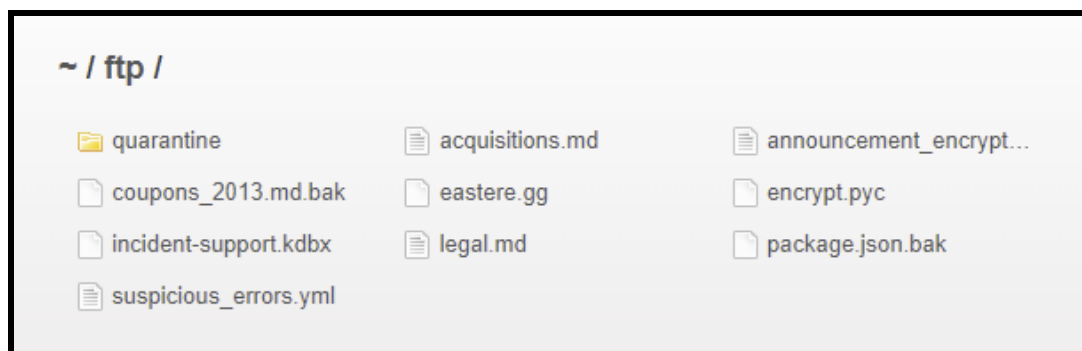 ~ / ftp /
quarantine acquisitions.md announcement_encrypt...
coupons_2013.md.bak eastere.gg encrypt.pyc
incident-support.kdbx legal.md package.json.bak
suspicious_errors.yml